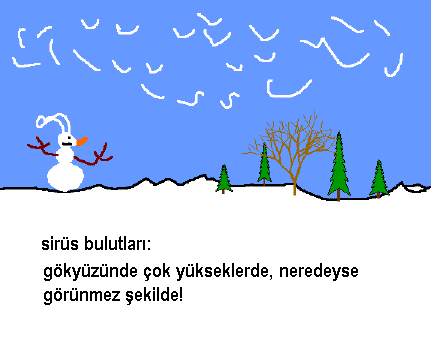 sirüs bulutları:
gökyüzünde çok yükseklerde, neredeyse
görünmez şekilde!